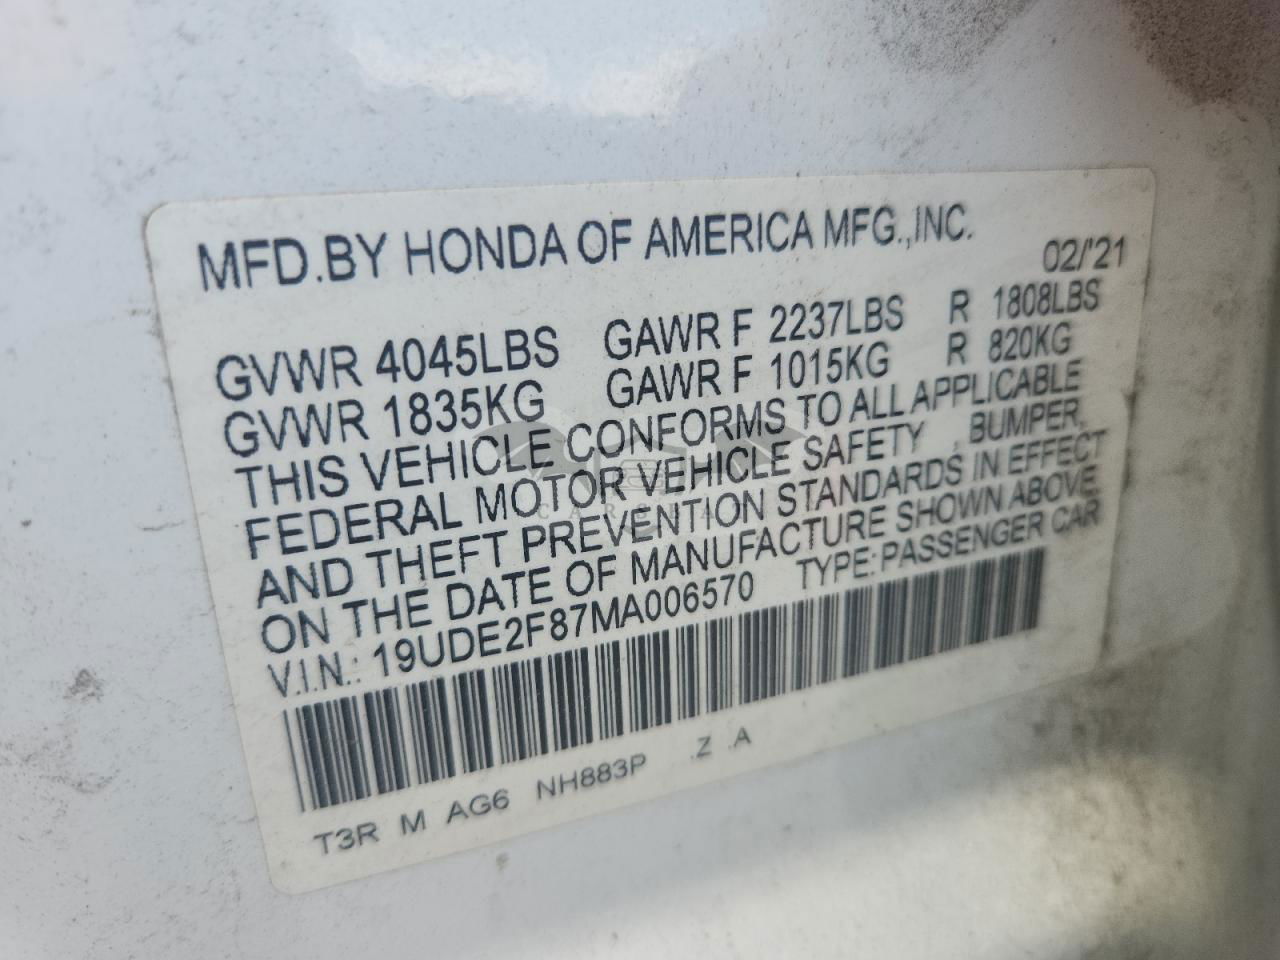 MFD.BY HONDA OF AMERICA MFG.,INC.
02/'21
GVWR 4045LBS GAWR F 2237LBS R 1808LBS
GVWR 1835KG GAWR F 1015KG R 820KG
THIS VEHICLE CONFORMS TO ALL APPLICABLE
FEDERAL MOTOR VEHICLE SAFETY , BUMPER,
AND THEFT PREVENTION STANDARDS IN EFFECT
ON THE DATE OF MANUFACTURE SHOWN ABOVE
V.I.N.: 19UDE2F87MA006570 TYPE:PASSENGER CAR
T3R M AG6 NH883P .Z .A